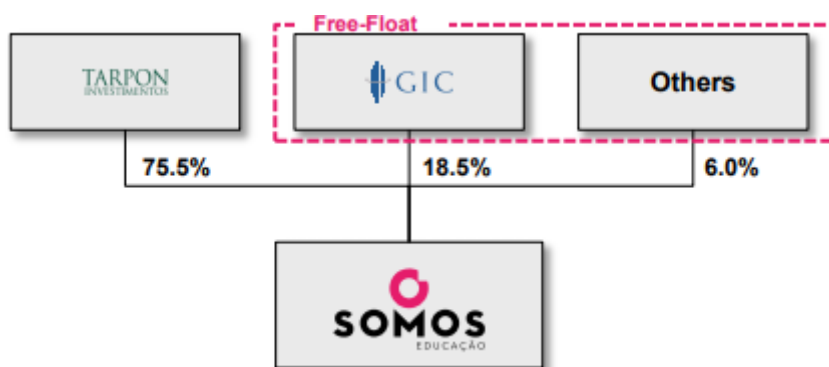 Free-Float
TARPON
INVESTIMENTOS
GIC
Others
75.5%
18.5%
6.0%
SOMOS
EDUCAÇÃO